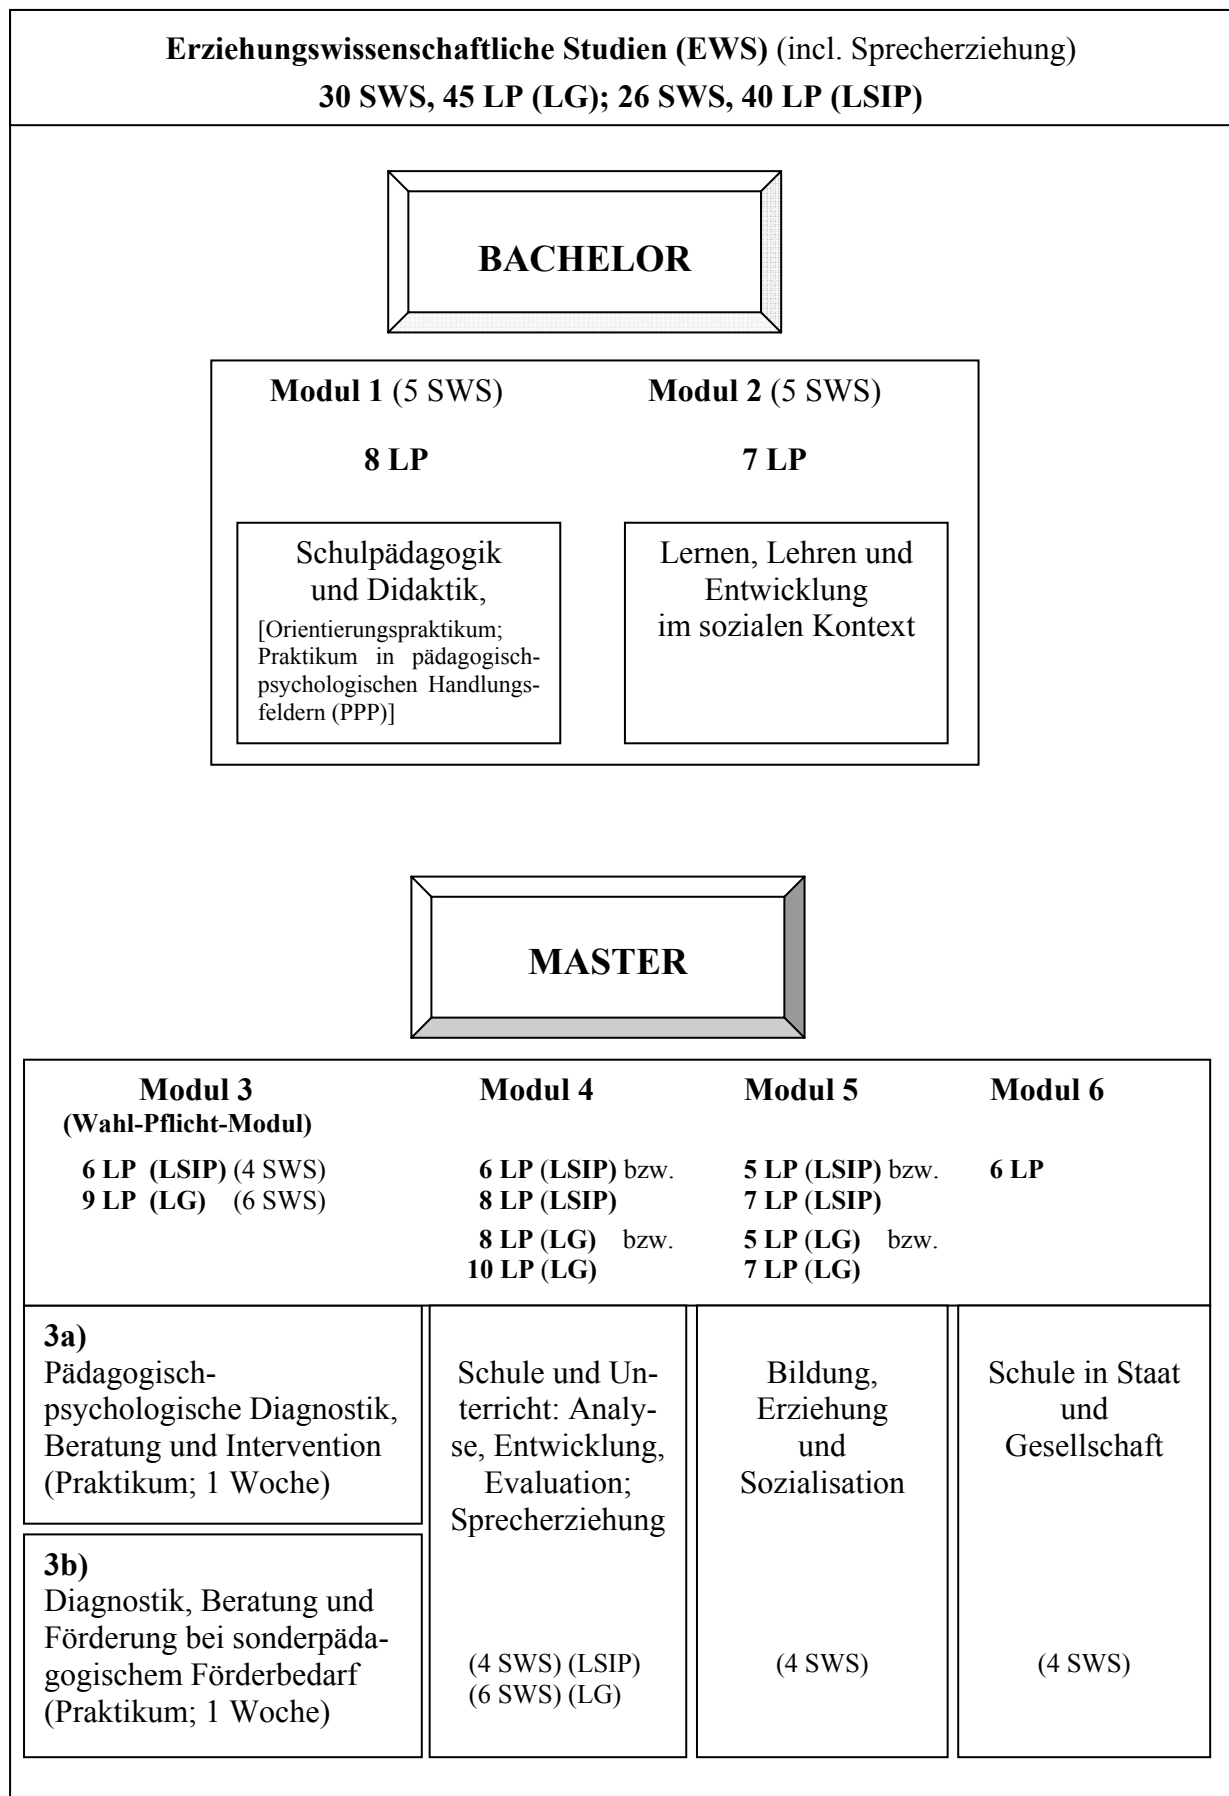 Erziehungswissenschaftliche Studien (EWS) (incl. Sprecherziehung)
30 SWS, 45 LP (LG); 26 SWS, 40 LP (LSIP)
BACHELOR
Modul 1 (5 SWS)
8 LP
Schulpädagogik
und Didaktik,
[Orientierungspraktikum;
Praktikum in pädagogisch-
psychologischen Handlungs-
feldern (PPP)]
Modul 2 (5 SWS)
7 LP
Lernen, Lehren und
Entwicklung
im sozialen Kontext
MASTER
Modul 3
(Wahl-Pflicht-Modul)
6 LP (LSIP) (4 SWS)
9 LP (LG) (6 SWS)
3a)
Pädagogisch-
psychologische Diagnostik,
Beratung und Intervention
(Praktikum; 1 Woche)
3b)
Diagnostik, Beratung und
Förderung bei sonderpäda-
gogischem Förderbedarf
(Praktikum; 1 Woche)
Modul 4
6 LP (LSIP) bzw.
8 LP (LSIP)
8 LP (LG) bzw.
10 LP (LG)
Schule und Un-
terricht: Analy-
se, Entwicklung,
Evaluation;
Sprecherziehung
(4 SWS) (LSIP)
(6 SWS) (LG)
Modul 5
5 LP (LSIP) bzw.
7 LP (LSIP)
5 LP (LG) bzw.
7 LP (LG)
Bildung,
Erziehung
und
Sozialisation
(4 SWS)
Modul 6
6 LP
Schule in Staat
und
Gesellschaft
(4 SWS)